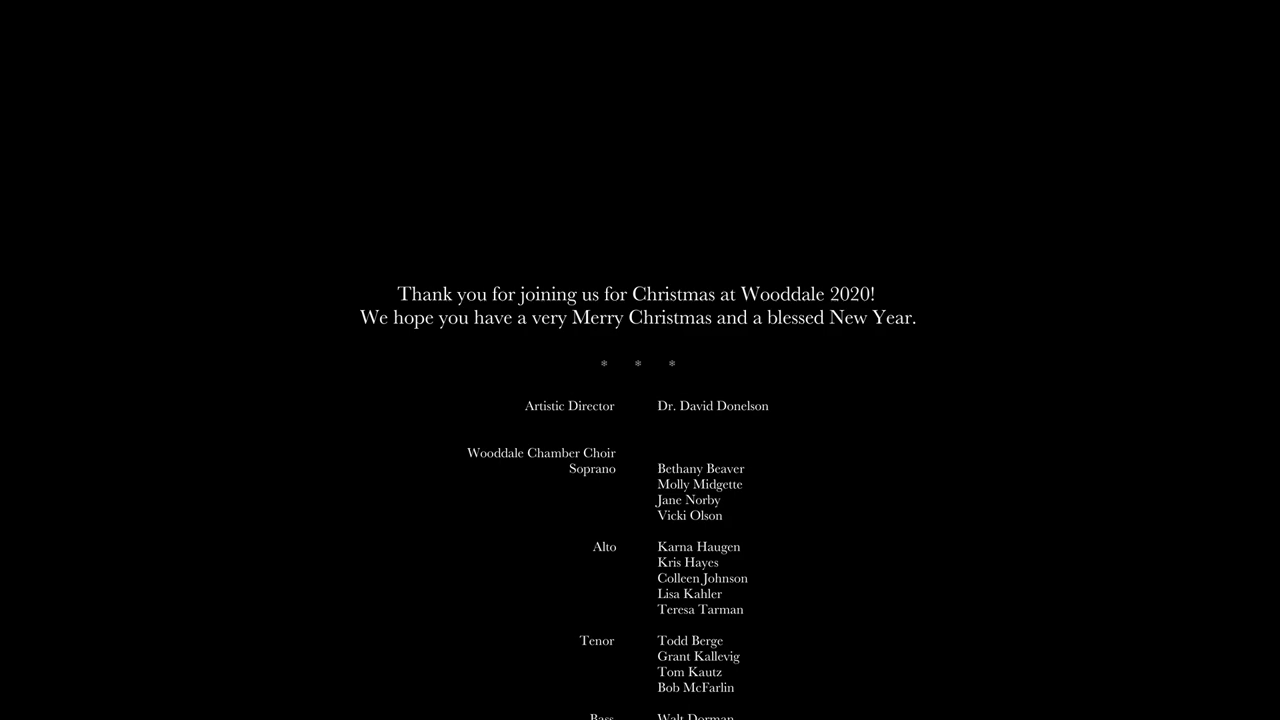 Thank you for joining us for Christmas at Wooddale 2020!
We hope you have a very Merry Christmas and a blessed New Year.
* * *
Artistic Director Dr. David Donelson
Wooddale Chamber Choir
Soprano Bethany Beaver
Molly Midgette
Jane Norby
Vicki Olson
Alto Karna Haugen
Kris Hayes
Colleen Johnson
Lisa Kahler
Teresa Tarman
Tenor Todd Berge
Grant Kallevig
Tom Kautz
Bob McFarlin
Bass Walt Dorman